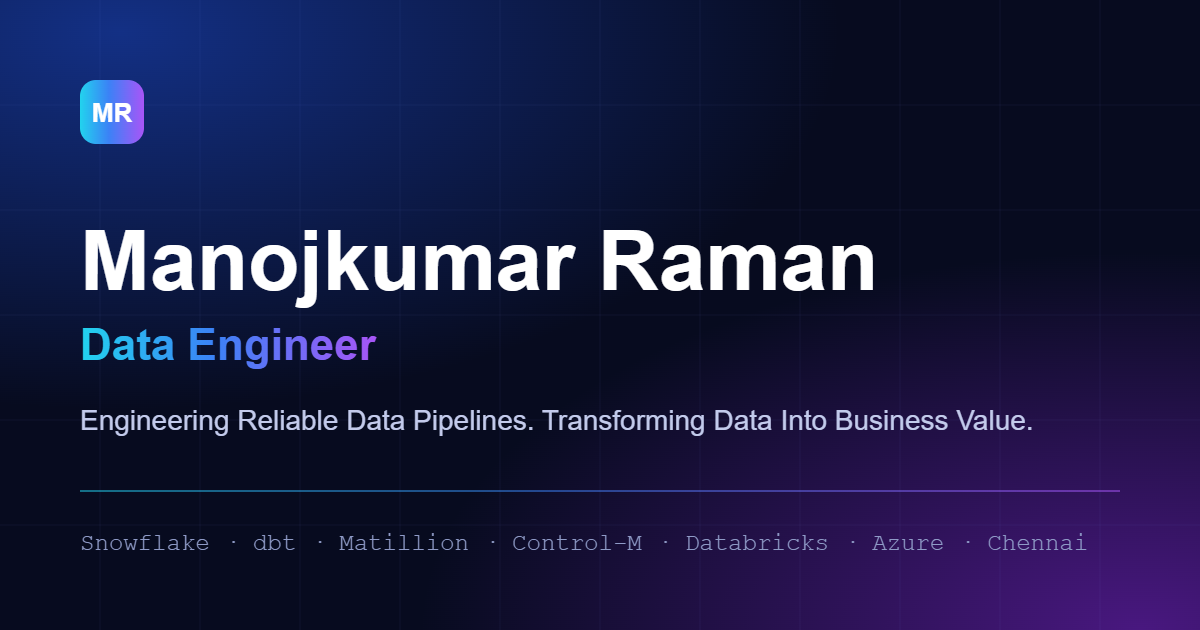 MR
Manojkumar Raman
Data Engineer
Engineering Reliable Data Pipelines. Transforming Data Into Business Value.
Snowflake · dbt · Matillion · Control-M · Databricks · Azure · Chennai